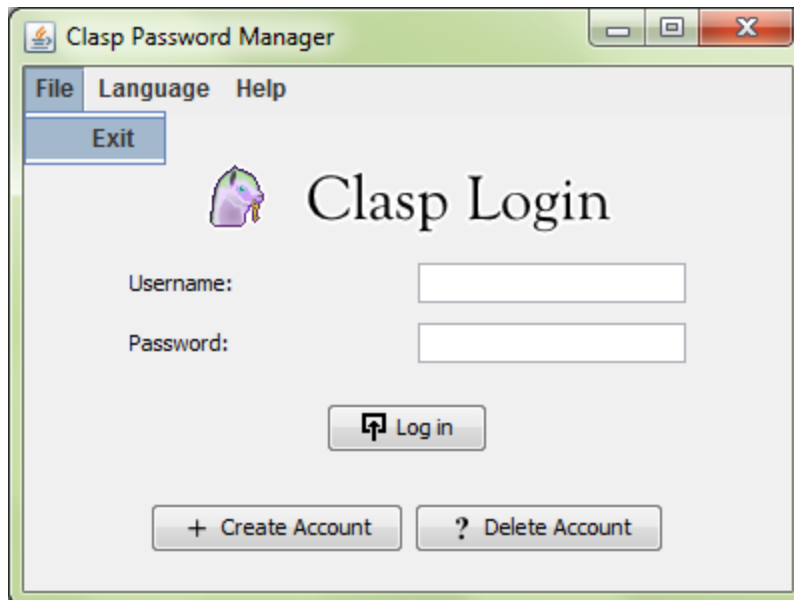 Clasp Password Manager
File Language Help
Exit
Clasp Login
Username:
Password:
Log in
+ Create Account ? Delete Account